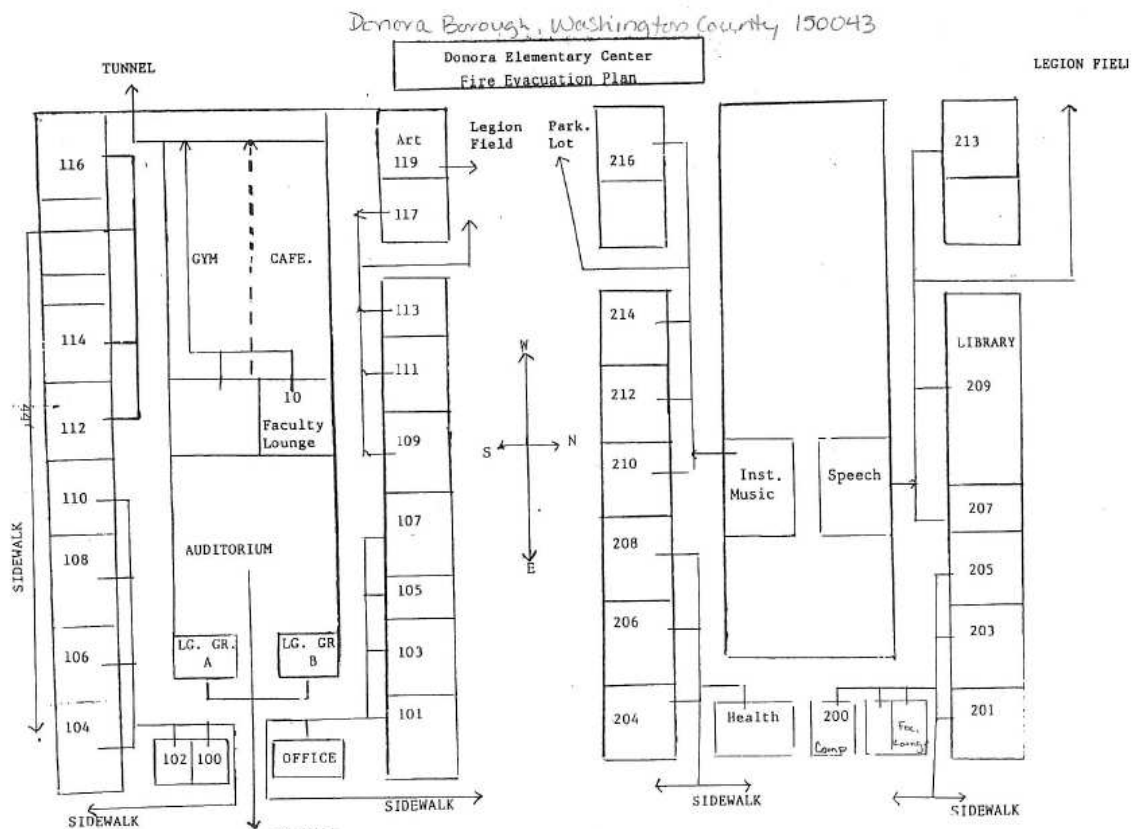 Donora Borough, Washington County 150043
Donora Elementary Center
Fire Evacuation Plan
TUNNEL
LEGION FIELD
116
114
112
110
108
106
104
SIDEWALK
GYM
CAFE.
10
Faculty
Lounge
AUDITORIUM
LG. GR.
A
LG. GR
B
102
100
OFFICE
SIDEWALK
SIDEWALK
Art
119
117
113
111
109
107
105
103
101
Legion
Field
Park.
Lot
W
S
N
E
216
214
212
210
208
206
204
Inst.
Music
Speech
Health
200
Comp
Fac.
SIDEWALK
213
LIBRARY
209
207
205
203
201
SIDEWALK